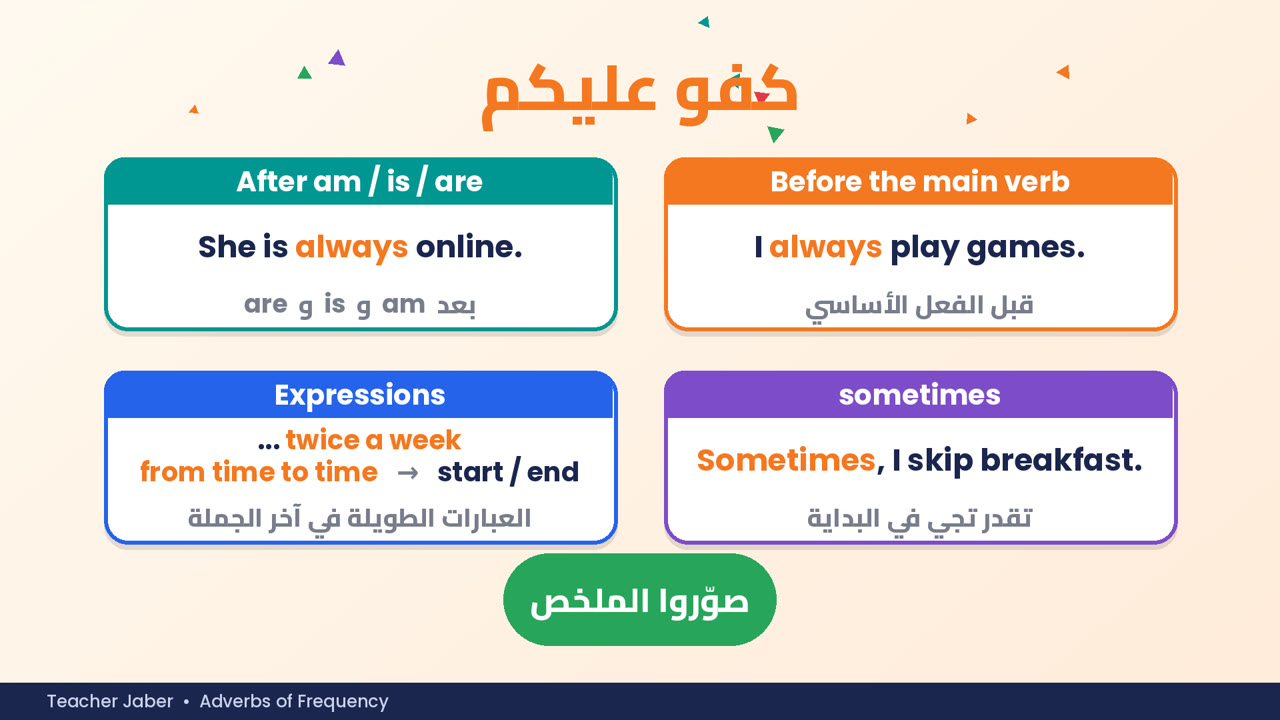 كفو عليكم
After am / is / are
She is always online.
بعد am و is و are
Before the main verb
I always play games.
قبل الفعل الأساسي
Expressions
... twice a week
from time to time → start / end
العبارات الطويلة في آخر الجملة
sometimes
Sometimes, I skip breakfast.
تقدر تجي في البداية
صوّروا الملخص
Teacher Jaber • Adverbs of Frequency